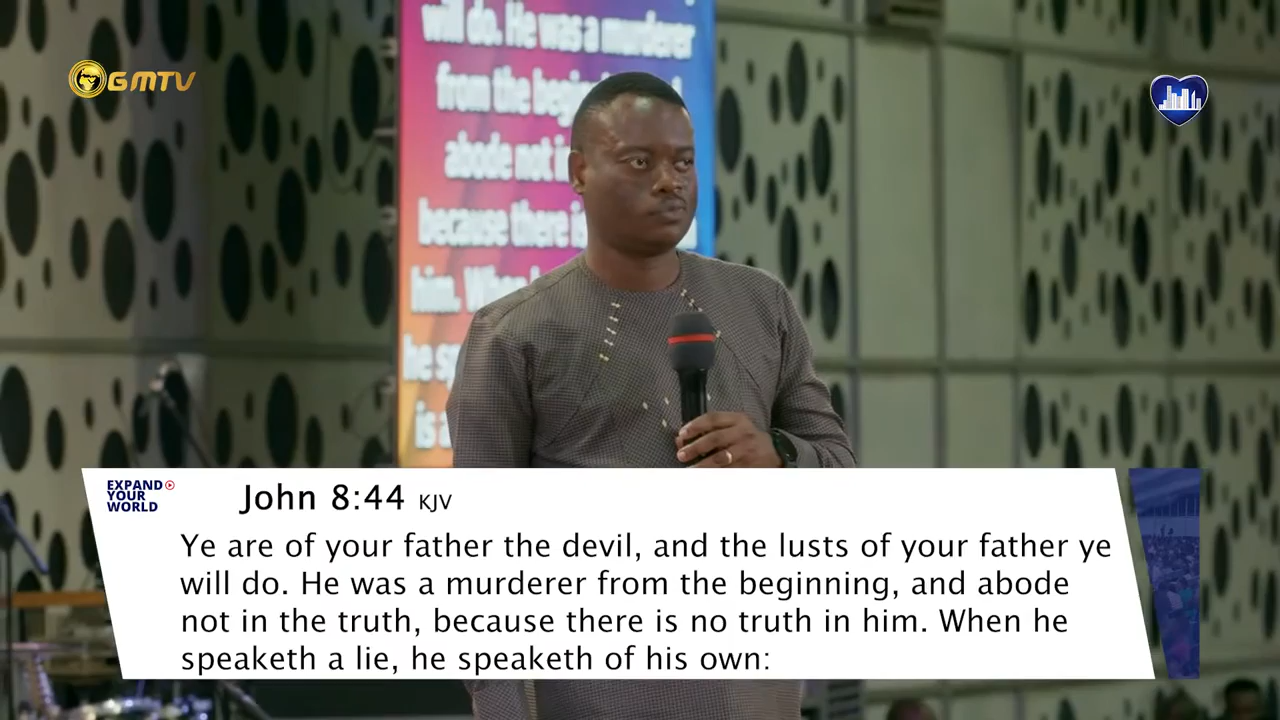 GMTV
will do. He was a murderer
from the
abode not
because there is
him.
he
is a
EXPAND
YOUR
WORLD
John 8:44 KJV
Ye are of your father the devil, and the lusts of your father ye
will do. He was a murderer from the beginning, and abode
not in the truth, because there is no truth in him. When he
speaketh a lie, he speaketh of his own: